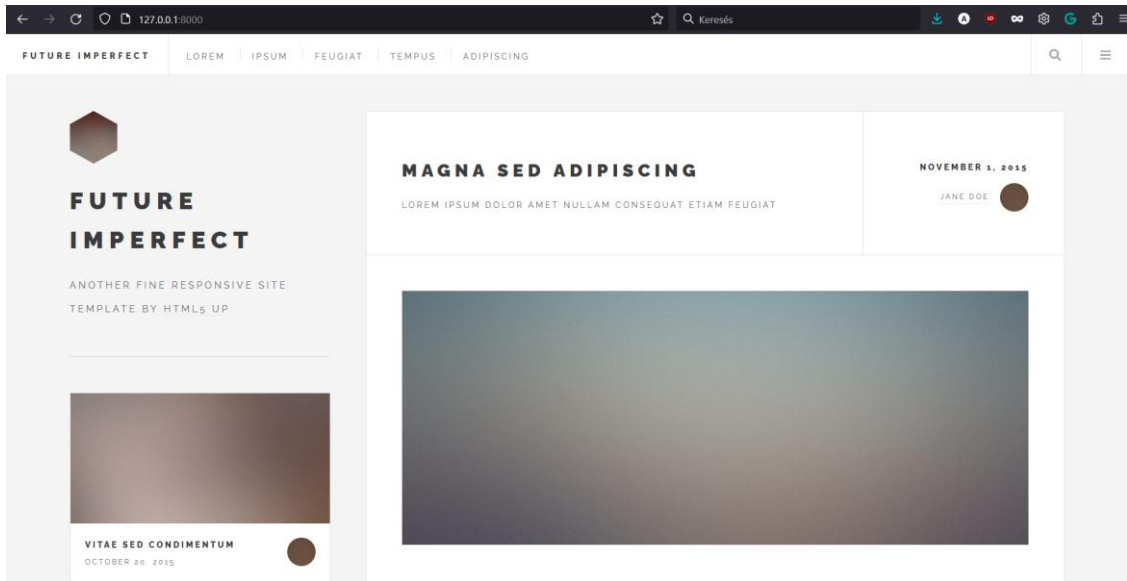 127.0.0.1:8000
Keresés
FUTURE IMPERFECT
LOREM
IPSUM
FEUGIAT
TEMPUS
ADIPISCING
FUTURE
IMPERFECT
ANOTHER FINE RESPONSIVE SITE
TEMPLATE BY HTML5 UP
VITAE SED CONDIMENTUM
OCTOBER 20, 2015
MAGNA SED ADIPISCING
LOREM IPSUM DOLOR AMET NULLAM CONSEQUAT ETIAM FEUGIAT
NOVEMBER 1, 2015
JANE DOE